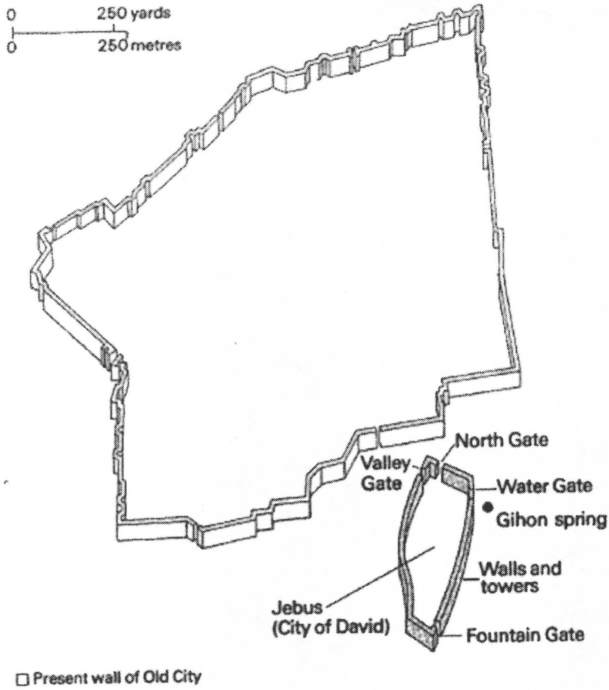 0 250 yards
0 250 metres
North Gate
Valley
Gate
Water Gate
Gihon spring
Walls and
towers
Jebus
(City of David)
Fountain Gate
Present wall of Old City